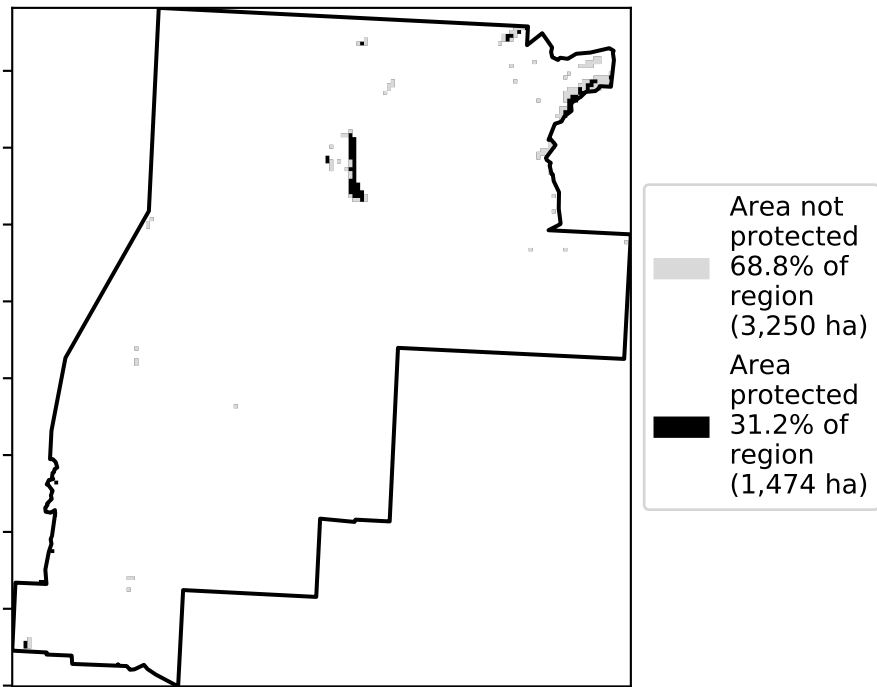 Area not
protected
68.8% of
region
(3,250 ha)
Area
protected
31.2% of
region
(1,474 ha)